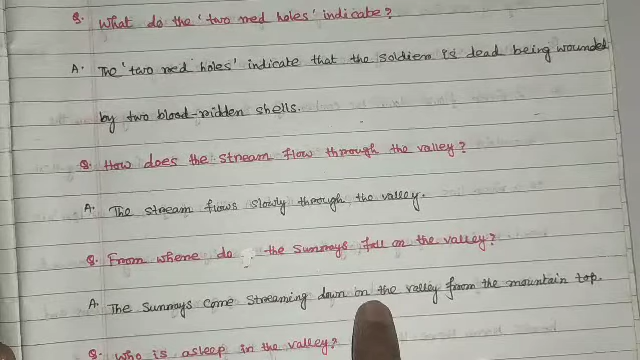 Q. What do the 'two red holes' indicate?
A. The 'two red holes' indicate that the soldier is dead being wounded
by two blood-ridden shells.
Q. How does the stream flow through the valley?
A. The stream flows slowly through the valley.
Q. From where do the sunrays fall on the valley?
A. The sunrays come streaming down on the valley from the mountain top.
Q. Who is asleep in the valley?